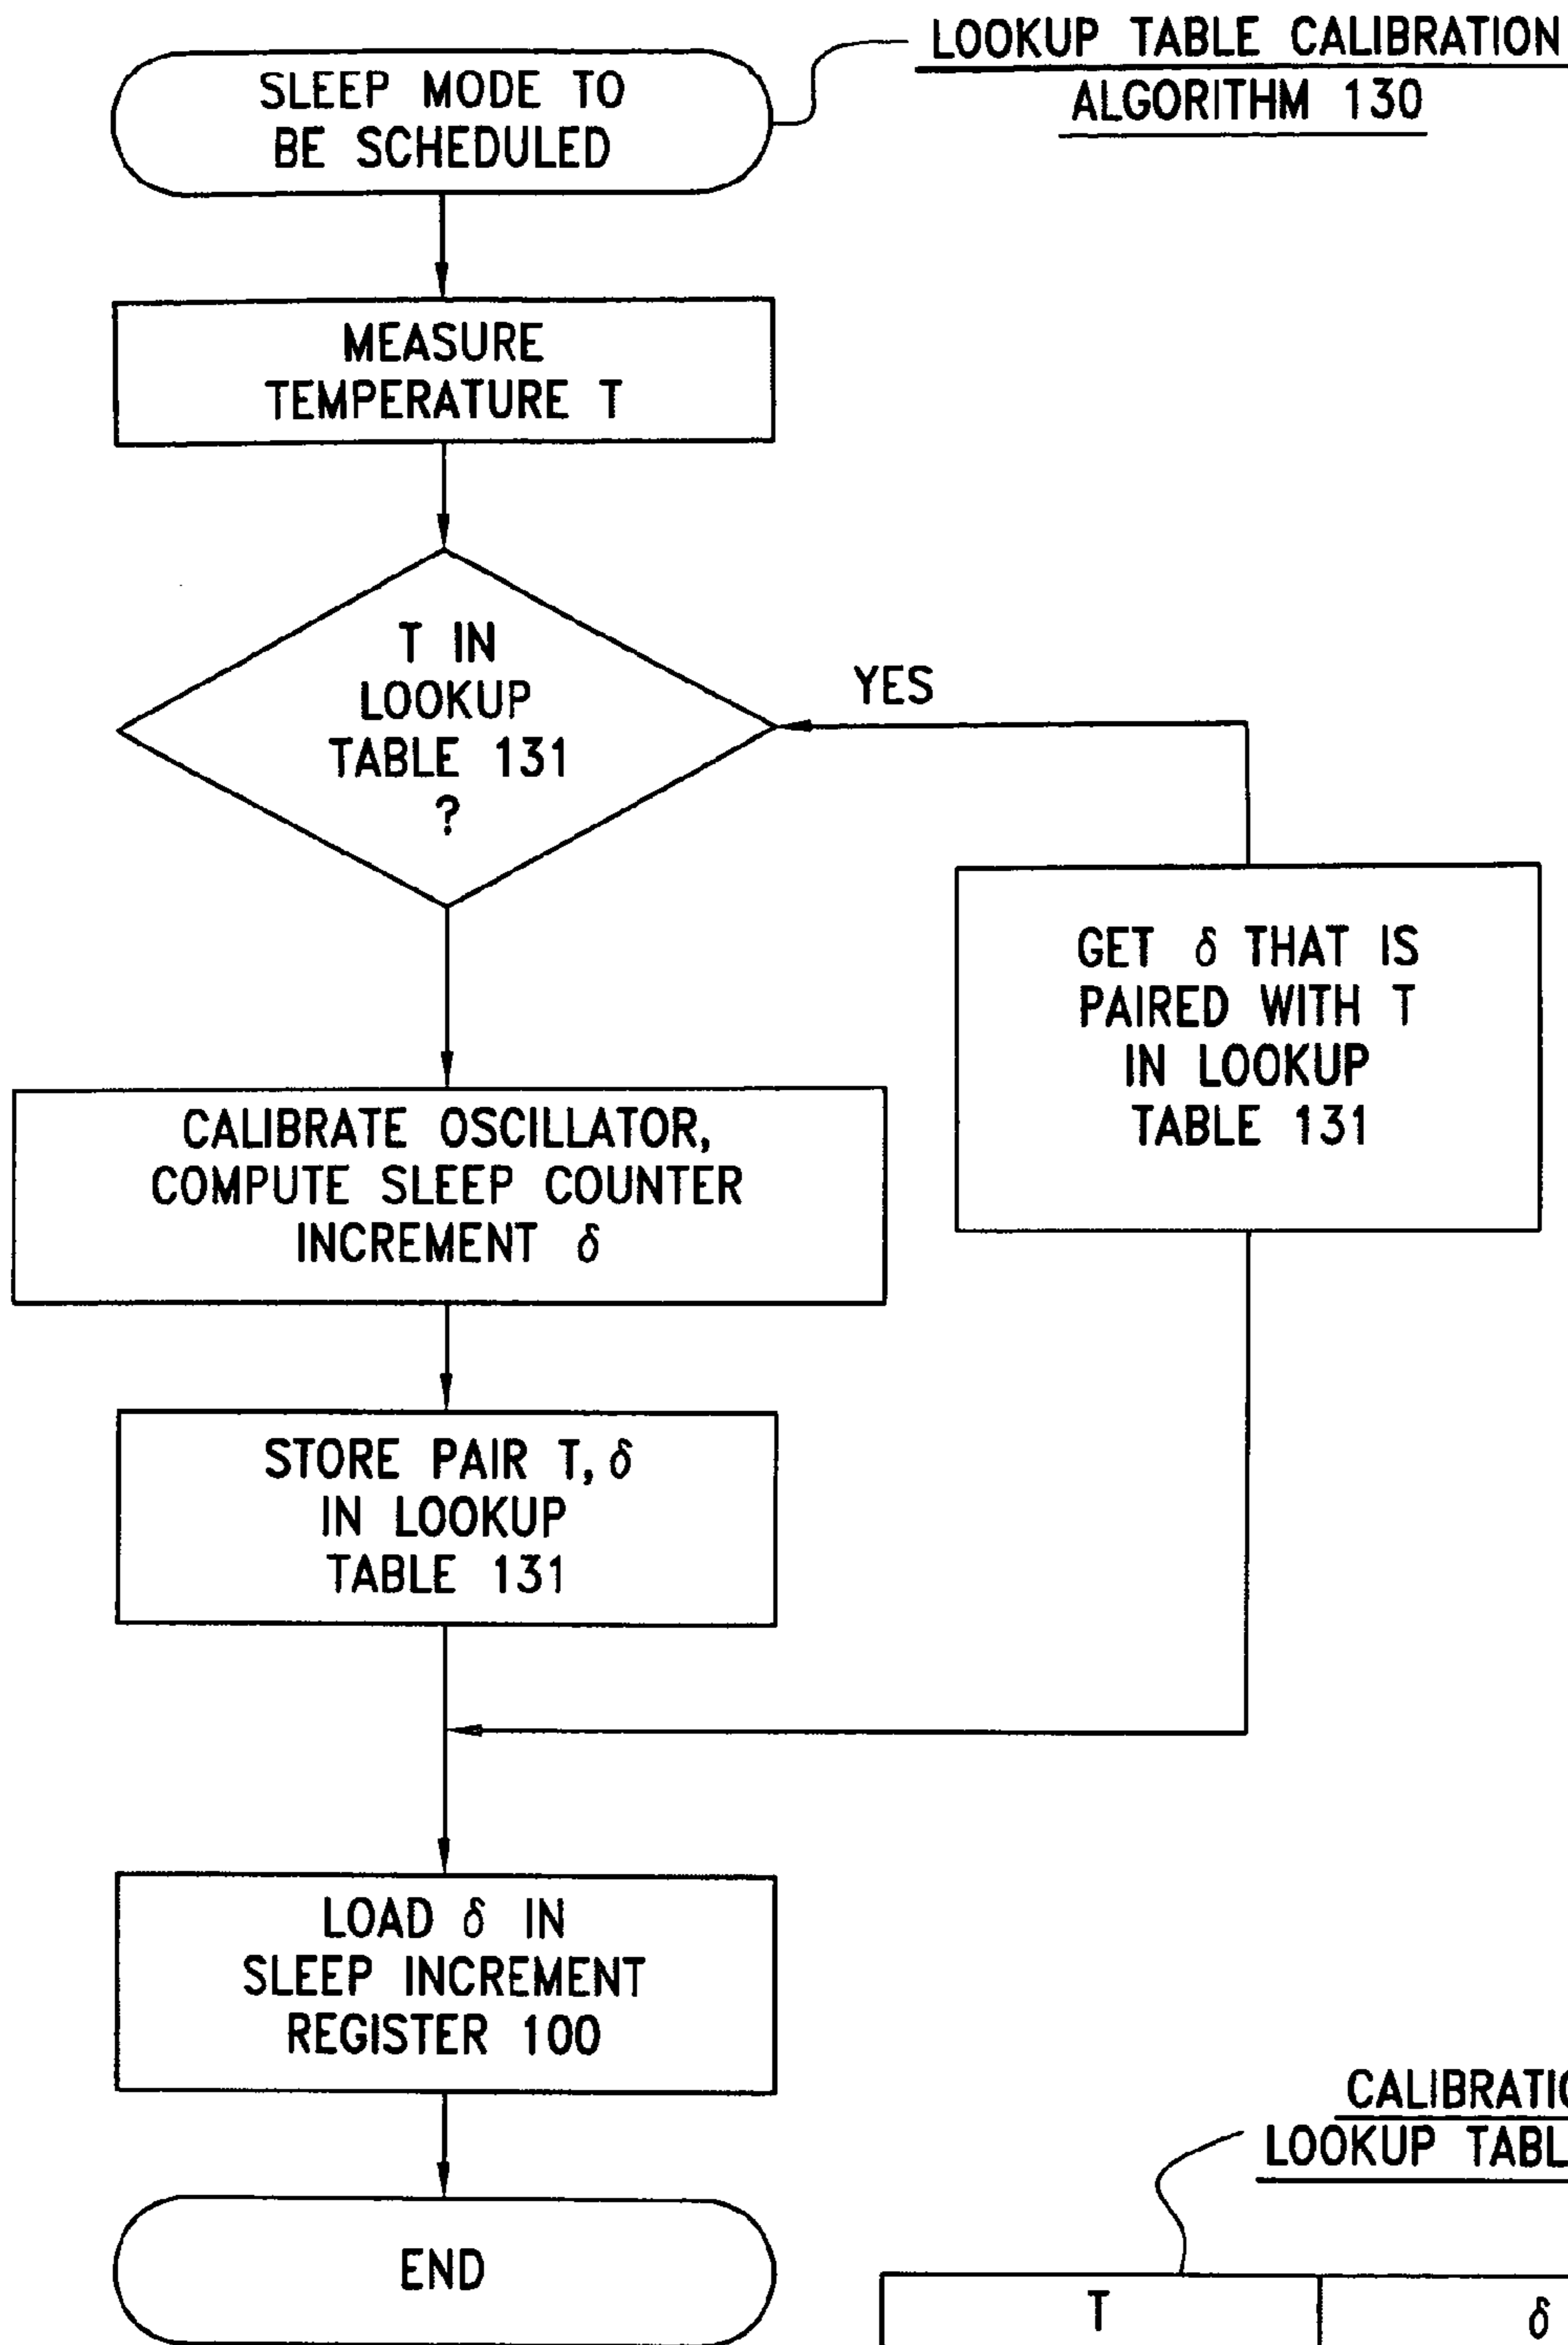 LOOKUP TABLE CALIBRATION
ALGORITHM 130
SLEEP MODE TO
BE SCHEDULED
MEASURE
TEMPERATURE T
T IN
LOOKUP
TABLE 131
?
YES
GET δ THAT IS
PAIRED WITH T
IN LOOKUP
TABLE 131
CALIBRATE OSCILLATOR,
COMPUTE SLEEP COUNTER
INCREMENT δ
STORE PAIR T, δ
IN LOOKUP
TABLE 131
LOAD δ IN
SLEEP INCREMENT
REGISTER 100
END
LOOKUP
T
δ